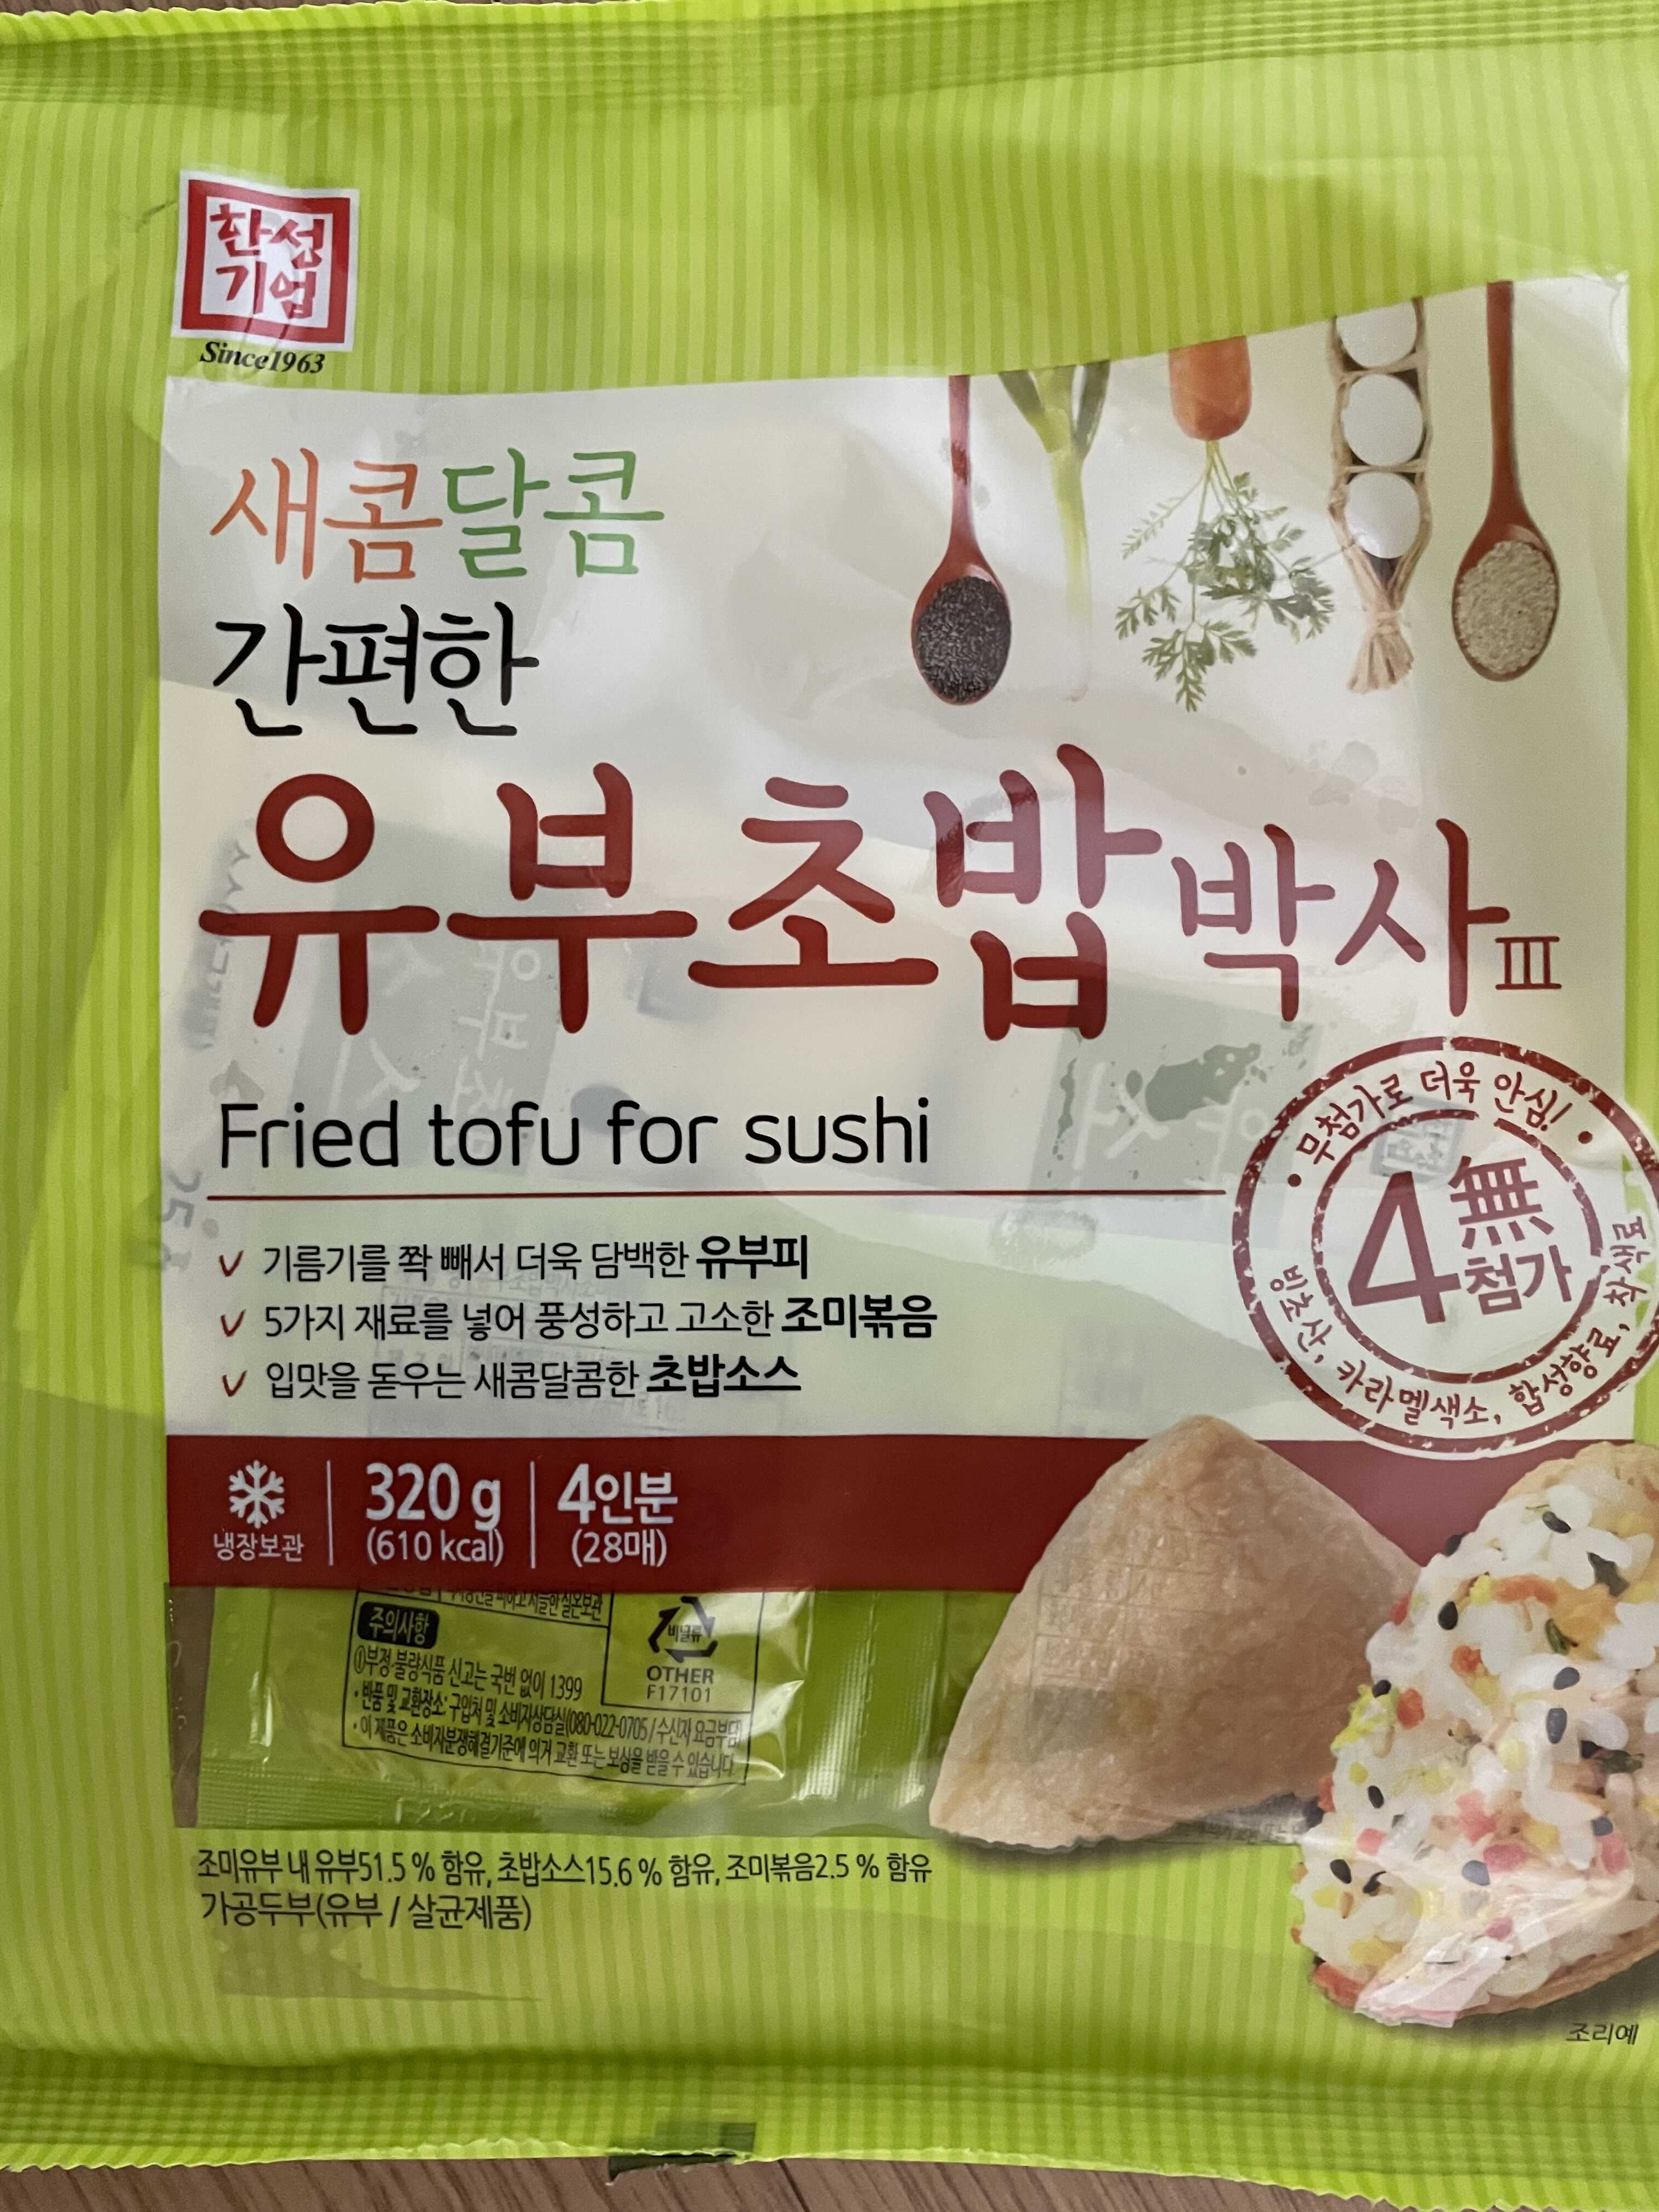 한성
기업
Since1963
새콤달콤
간편한
유부초밥박사
Fried tofu for sushi
무첨가로 더욱 안심!
4無
첨가
방초산, 카라멜색소, 합성향료, 착색료
✓ 기름기를 쫙 빼서 더욱 담백한 유부피
✓ 5가지 재료를 넣어 풍성하고 고소한 조미볶음
✓ 입맛을 돋우는 새콤달콤한 초밥소스
냉장보관
320 g
(610 kcal)
4인분
(28매)
주의사항
①부정·불량식품 신고는 국번 없이 1399
·반품 및 교환장소: 구입처 및 소비자상담실(080-022-0705/수신자 요금부담)
·이 제품은 소비자분쟁해결기준에 의거 교환 또는 보상을 받을 수 있습니다
비닐류
OTHER
F17101
조미유부 내 유부51.5 % 함유, 초밥소스15.6 % 함유, 조미볶음2.5 % 함유
가공두부(유부 / 살균제품)
조리예